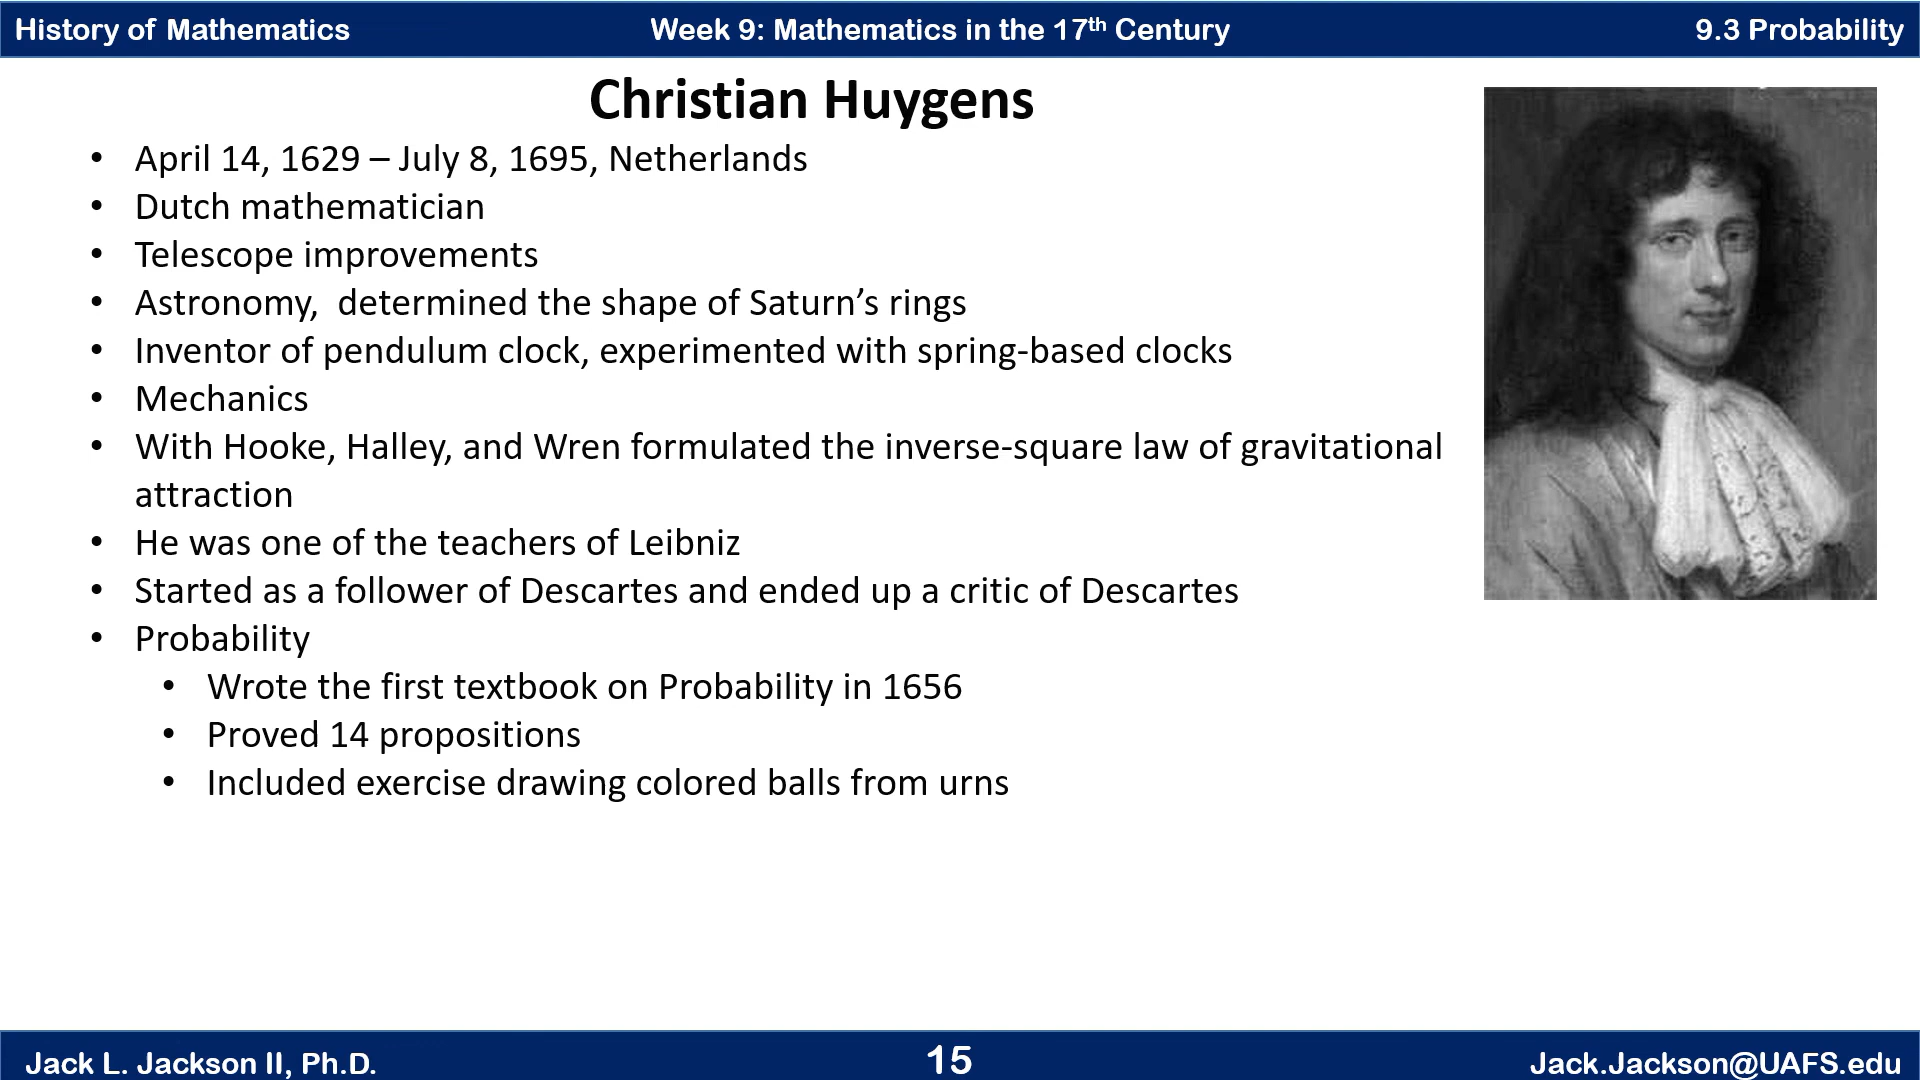 History of Mathematics
Week 9: Mathematics in the 17th Century
9.3 Probability
Christian Huygens
• April 14, 1629 – July 8, 1695, Netherlands
• Dutch mathematician
• Telescope improvements
• Astronomy,  determined the shape of Saturn’s rings
• Inventor of pendulum clock, experimented with spring-based clocks
• Mechanics
• With Hooke, Halley, and Wren formulated the inverse-square law of gravitational
attraction
• He was one of the teachers of Leibniz
• Started as a follower of Descartes and ended up a critic of Descartes
• Probability
• Wrote the first textbook on Probability in 1656
• Proved 14 propositions
• Included exercise drawing colored balls from urns
Jack L. Jackson II, Ph.D.
15
Jack.Jackson@UAFS.edu